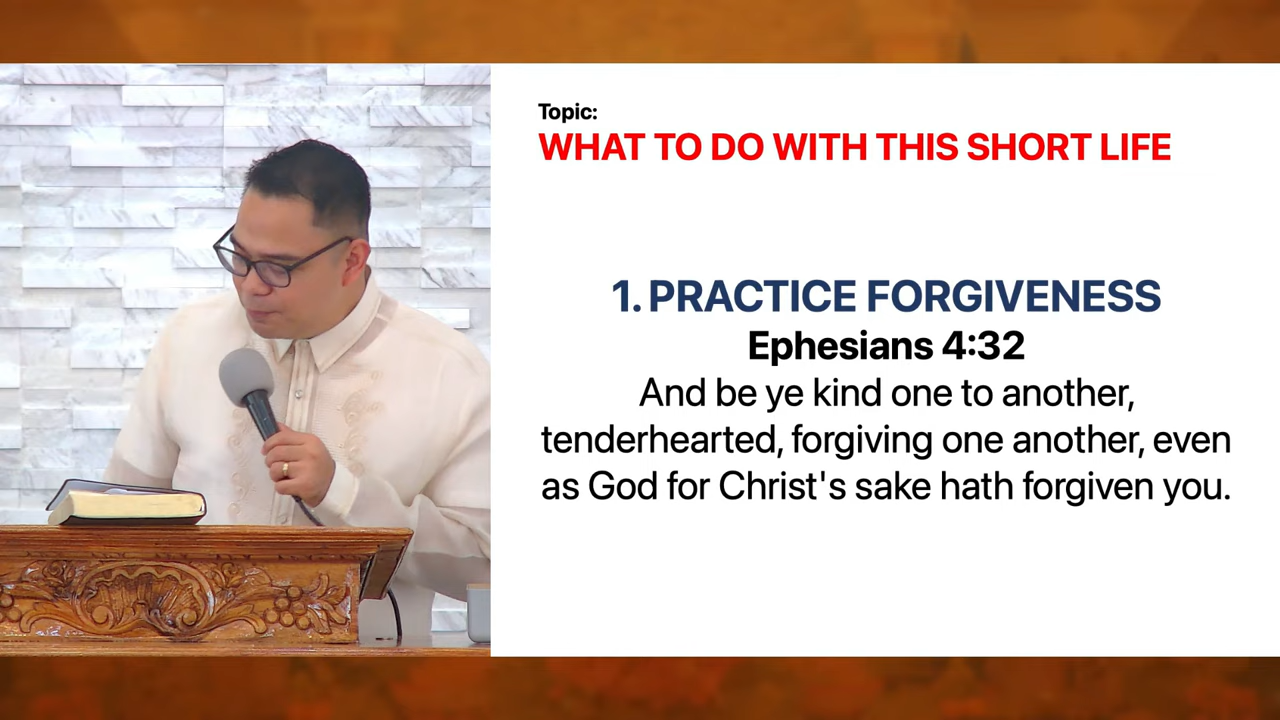 Topic:
WHAT TO DO WITH THIS SHORT LIFE
1. PRACTICE FORGIVENESS
Ephesians 4:32
And be ye kind one to another,
tenderhearted, forgiving one another, even
as God for Christ's sake hath forgiven you.